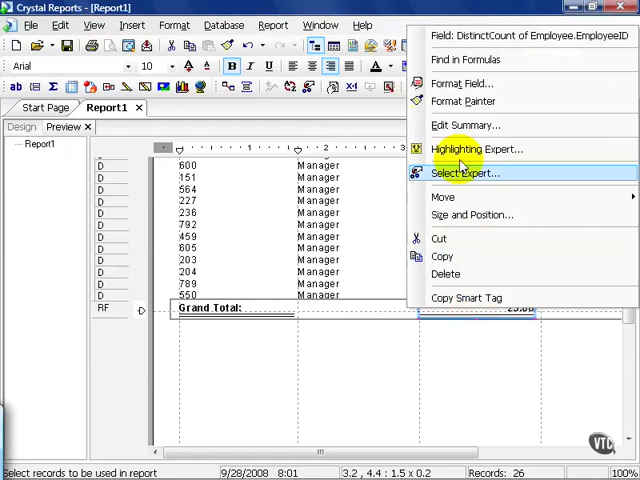 Crystal Reports - [Report1]
File Edit View Insert Format Database Report Window Help
Arial 10
Start Page Report1
Design Preview
Report1
1 2 3
D 600 Manager
D 151 Manager
D 564 Manager
D 227 Manager
D 236 Manager
D 792 Manager
D 459 Manager
D 605 Manager
D 203 Manager
D 204 Manager
D 789 Manager
D 550 Manager
RF Grand Total:
Field: DistinctCount of Employee.EmployeeID
Find in Formulas
Format Field...
Format Painter
Edit Summary...
Highlighting Expert...
Select Expert...
Move
Size and Position...
Cut
Copy
Delete
Copy Smart Tag
VTC
Select records to be used in report 9/28/2008 8:01 3.2 , 4.4 : 1.5 x 0.2 Records: 26 100%